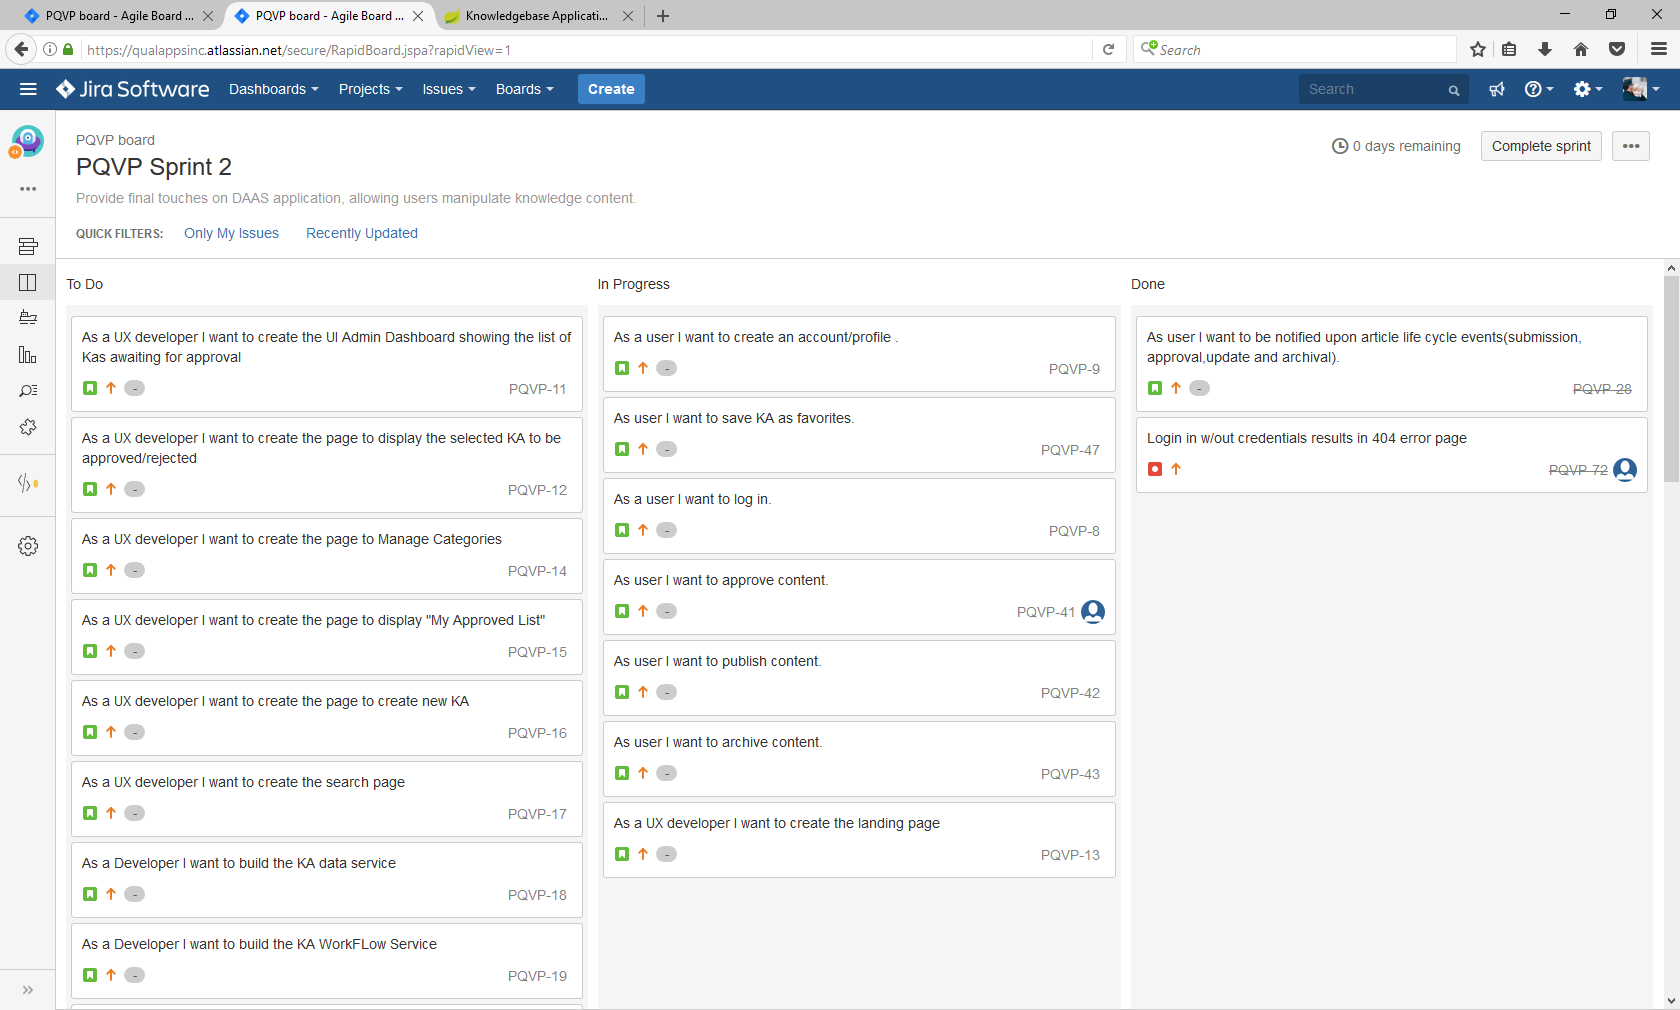 PQVP board - Agile Board ...
PQVP board - Agile Board ...
Knowledgebase Applicati...
https://qualappsinc.atlassian.net/secure/RapidBoard.jspa?rapidView=1
Search
Jira Software
Dashboards
Projects
Issues
Boards
Create
Search
PQVP board
PQVP Sprint 2
Provide final touches on DAAS application, allowing users manipulate knowledge content.
0 days remaining
Complete sprint
QUICK FILTERS:
Only My Issues
Recently Updated
To Do
As a UX developer I want to create the UI Admin Dashboard showing the list of
Kas awaiting for approval
-
PQVP-11
As a UX developer I want to create the page to display the selected KA to be
approved/rejected
-
PQVP-12
As a UX developer I want to create the page to Manage Categories
-
PQVP-14
As a UX developer I want to create the page to display "My Approved List"
-
PQVP-15
As a UX developer I want to create the page to create new KA
-
PQVP-16
As a UX developer I want to create the search page
-
PQVP-17
As a Developer I want to build the KA data service
-
PQVP-18
As a Developer I want to build the KA WorkFLow Service
-
PQVP-19
In Progress
As a user I want to create an account/profile .
-
PQVP-9
As user I want to save KA as favorites.
-
PQVP-47
As a user I want to log in.
-
PQVP-8
As user I want to approve content.
-
PQVP-41
As user I want to publish content.
-
PQVP-42
As user I want to archive content.
-
PQVP-43
As a UX developer I want to create the landing page
-
PQVP-13
Done
As user I want to be notified upon article life cycle events(submission,
approval,update and archival).
-
PQVP-28
Login in w/out credentials results in 404 error page
PQVP-72